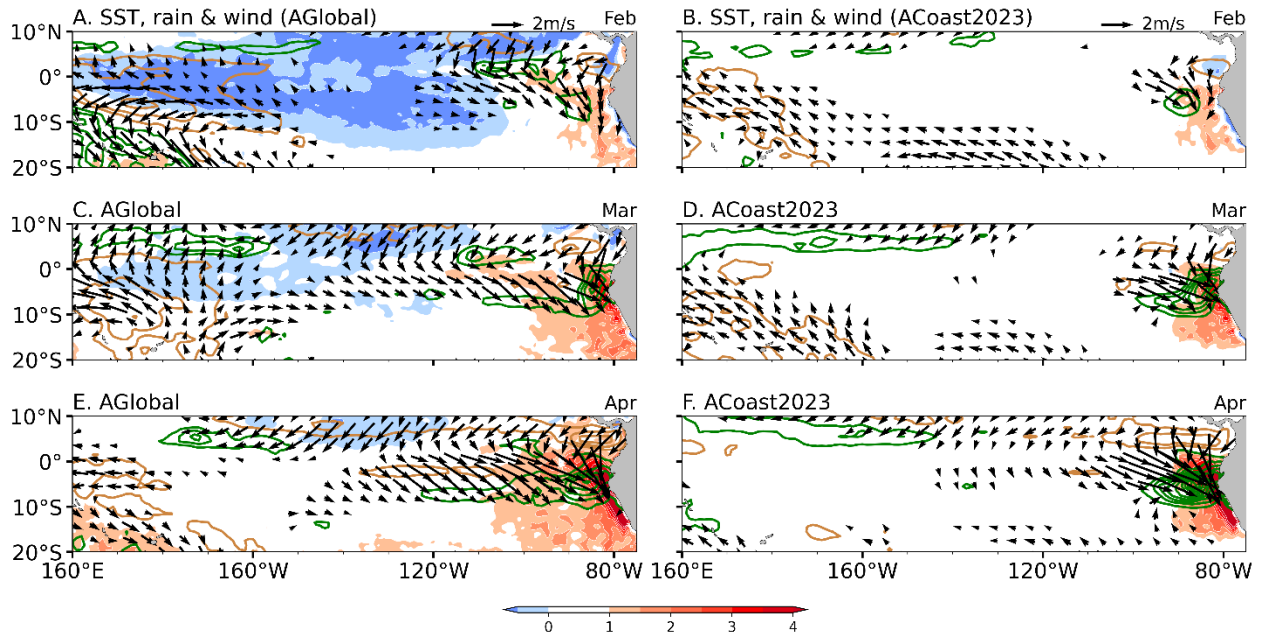 A. SST, rain & wind (AGlobal) 2m/s Feb
B. SST, rain & wind (ACoast2023) 2m/s Feb
10°N
0°
10°S
20°S
C. AGlobal Mar
D. ACoast2023 Mar
10°N
0°
10°S
20°S
E. AGlobal Apr
F. ACoast2023 Apr
10°N
0°
10°S
20°S
160°E 160°W 120°W 80°W 160°E 160°W 120°W 80°W
0 1 2 3 4